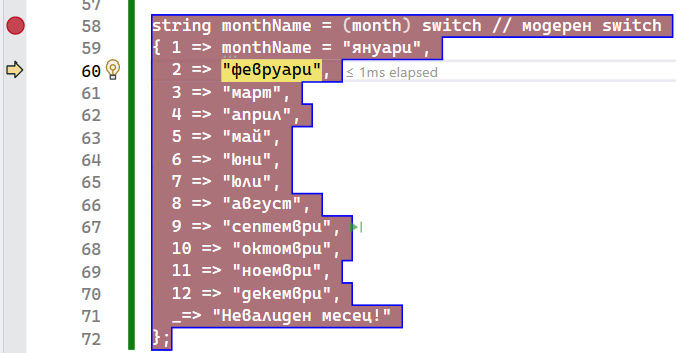 57
58 string monthName = (month) switch // модерен switch
59 { 1 => monthName = "януари",
60 2 => "февруари", ≤ 1ms elapsed
61 3 => "март",
62 4 => "април",
63 5 => "май",
64 6 => "юни",
65 7 => "юли",
66 8 => "август",
67 9 => "септември",
68 10 => "октомври",
69 11 => "ноември",
70 12 => "декември",
71 _=> "Невалиден месец!"
72 };